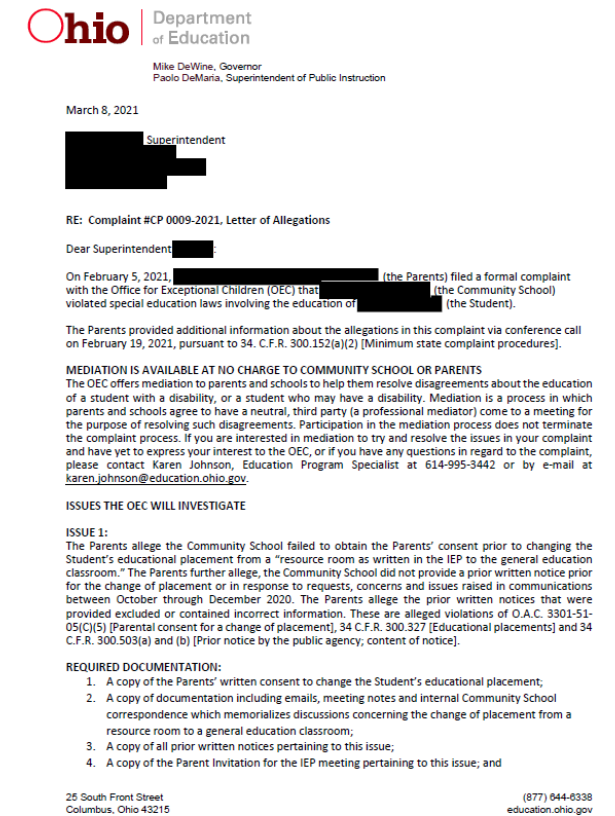 Ohio Department
of Education
Mike DeWine, Governor
Paolo DeMaria, Superintendent of Public Instruction
March 8, 2021
Superintendent
RE: Complaint #CP 0009-2021, Letter of Allegations
Dear Superintendent :
On February 5, 2021, (the Parents) filed a formal complaint
with the Office for Exceptional Children (OEC) that (the Community School)
violated special education laws involving the education of (the Student).
The Parents provided additional information about the allegations in this complaint via conference call
on February 19, 2021, pursuant to 34. C.F.R. 300.152(a)(2) [Minimum state complaint procedures].
MEDIATION IS AVAILABLE AT NO CHARGE TO COMMUNITY SCHOOL OR PARENTS
The OEC offers mediation to parents and schools to help them resolve disagreements about the education
of a student with a disability, or a student who may have a disability. Mediation is a process in which
parents and schools agree to have a neutral, third party (a professional mediator) come to a meeting for
the purpose of resolving such disagreements. Participation in the mediation process does not terminate
the complaint process. If you are interested in mediation to try and resolve the issues in your complaint
and have yet to express your interest to the OEC, or if you have any questions in regard to the complaint,
please contact Karen Johnson, Education Program Specialist at 614-995-3442 or by e-mail at
karen.johnson@education.ohio.gov.
ISSUES THE OEC WILL INVESTIGATE
ISSUE 1:
The Parents allege the Community School failed to obtain the Parents' consent prior to changing the
Student's educational placement from a "resource room as written in the IEP to the general education
classroom." The Parents further allege, the Community School did not provide a prior written notice prior
for the change of placement or in response to requests, concerns and issues raised in communications
between October through December 2020. The Parents allege the prior written notices that were
provided excluded or contained incorrect information. These are alleged violations of O.A.C. 3301-51-
05(C)(5) [Parental consent for a change of placement], 34 C.F.R. 300.327 [Educational placements] and 34
C.F.R. 300.503(a) and (b) [Prior notice by the public agency; content of notice].
REQUIRED DOCUMENTATION:
1. A copy of the Parents' written consent to change the Student's educational placement;
2. A copy of documentation including emails, meeting notes and internal Community School
correspondence which memorializes discussions concerning the change of placement from a
resource room to a general education classroom;
3. A copy of all prior written notices pertaining to this issue;
4. A copy of the Parent Invitation for the IEP meeting pertaining to this issue; and
25 South Front Street (877) 644-6338
Columbus, Ohio 43215 education.ohio.gov